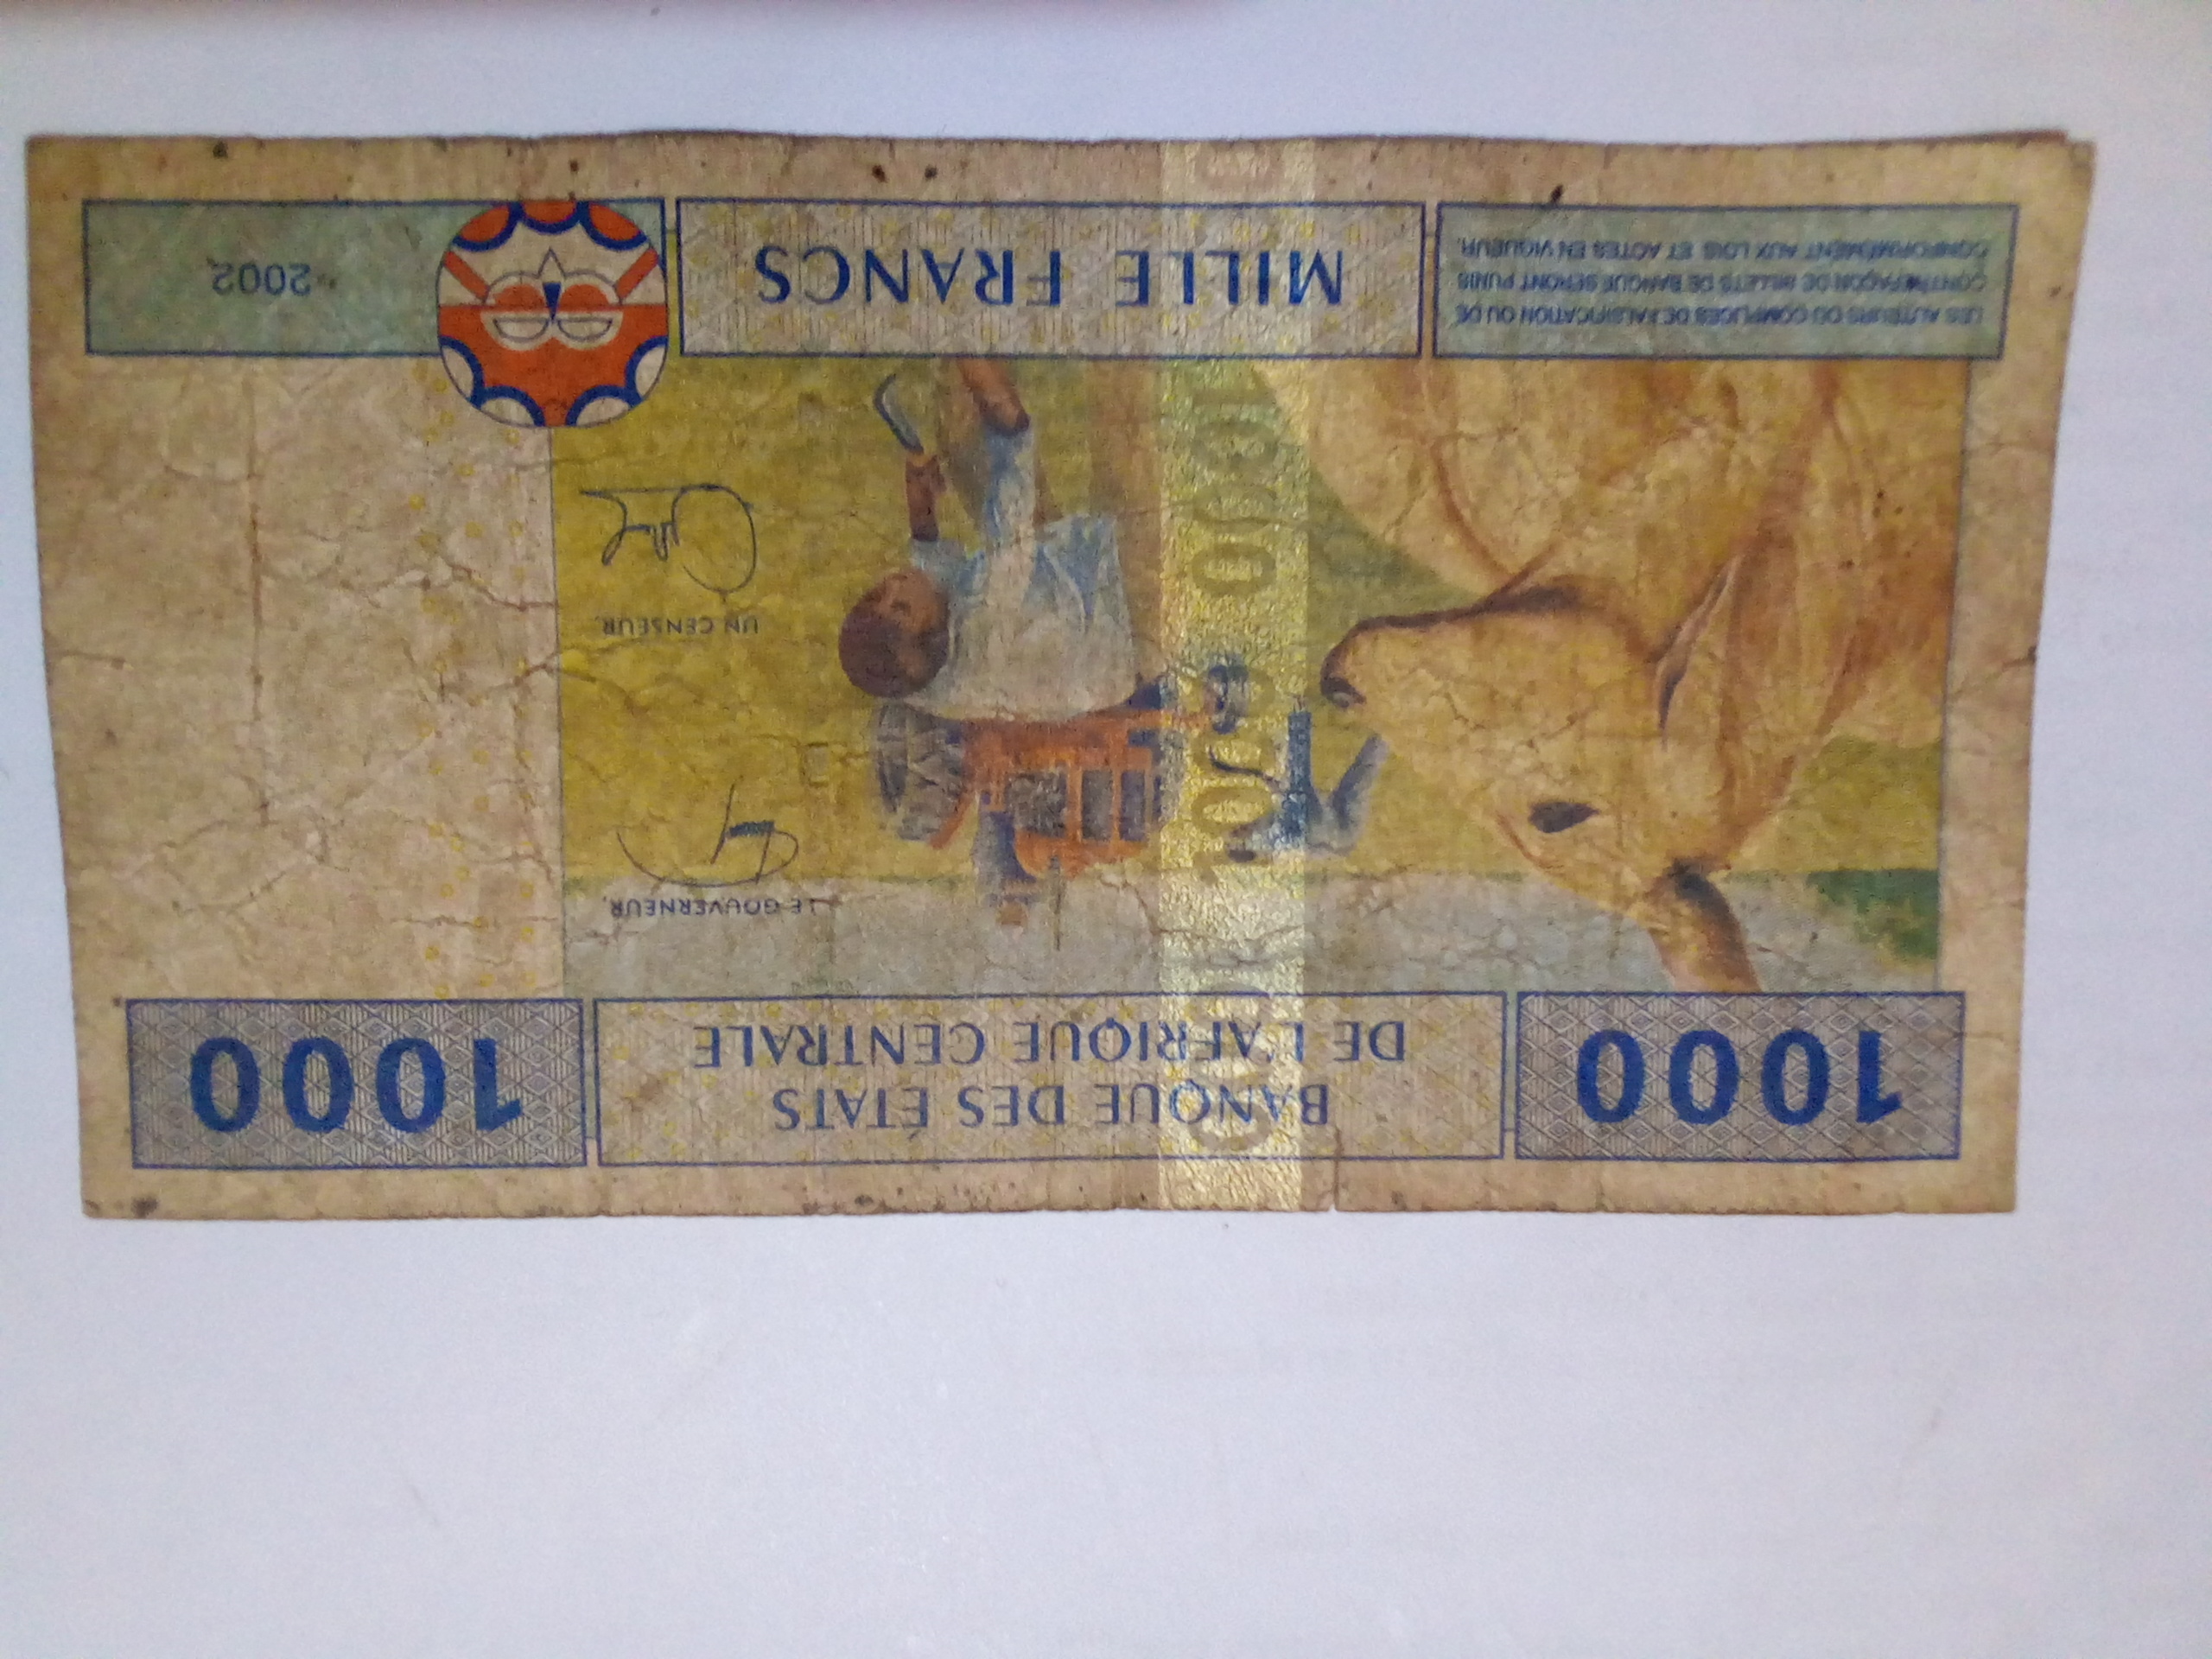 1000
BANQUE DES ÉTATS
DE L'AFRIQUE CENTRALE
1000
LE GOUVERNEUR,
UN CENSEUR,
LES AUTEURS OU COMPLICES DE FALSIFICATION OU DE
CONTREFAÇON DE BILLETS DE BANQUE SERONT PUNIS
CONFORMÉMENT AUX LOIS ET ACTES EN VIGUEUR.
MILLE FRANCS
2002